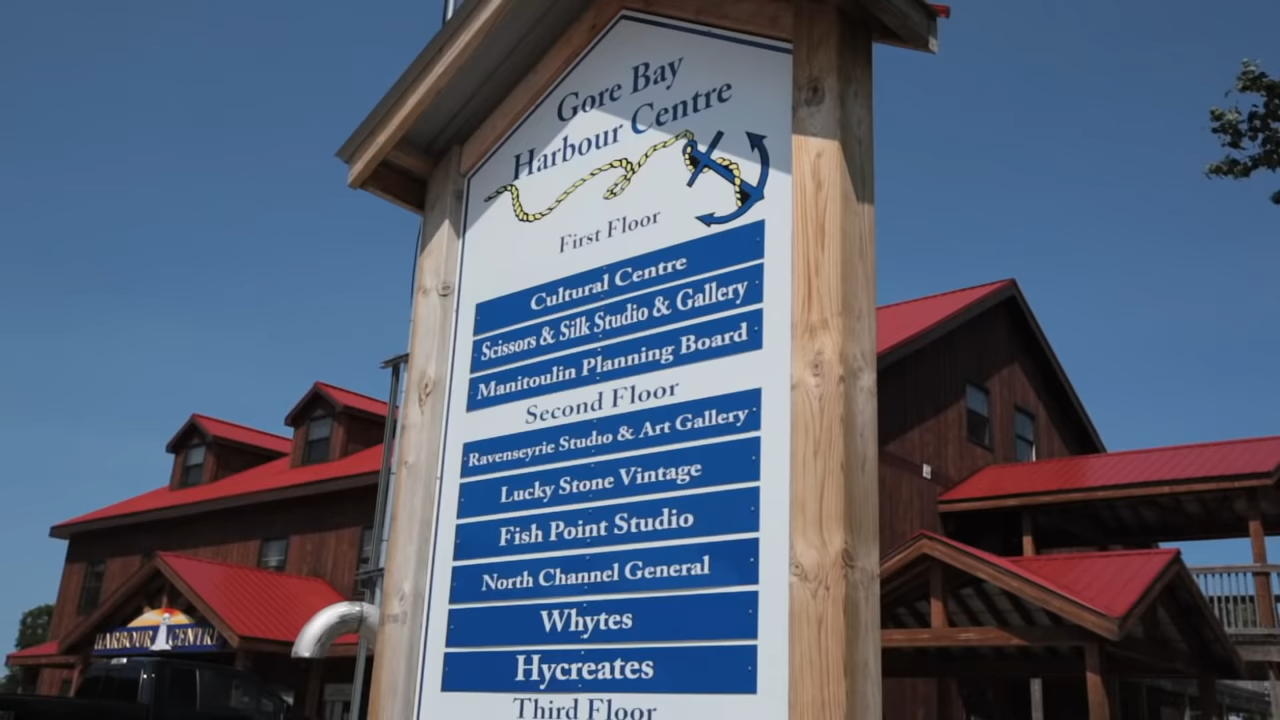 Gore Bay
Harbour Centre
First Floor
Cultural Centre
Scissors & Silk Studio & Gallery
Manitoulin Planning Board
Second Floor
Ravenseyrie Studio & Art Gallery
Lucky Stone Vintage
Fish Point Studio
North Channel General
Whytes
Hycreates
Third Floor
HARBOUR CENTRE